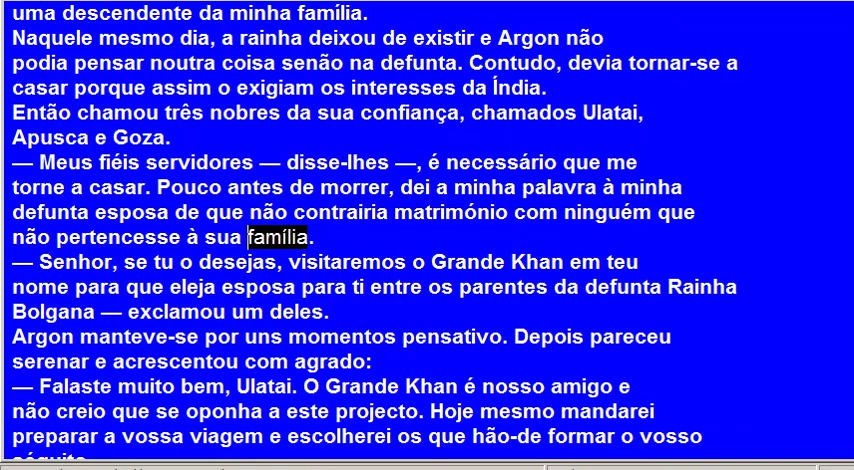 uma descendente da minha família.
Naquele mesmo dia, a rainha deixou de existir e Argon não
podia pensar noutra coisa senão na defunta. Contudo, devia tornar-se a
casar porque assim o exigiam os interesses da Índia.
Então chamou três nobres da sua confiança, chamados Ulatai,
Apusca e Goza.
— Meus fiéis servidores — disse-lhes —, é necessário que me
torne a casar. Pouco antes de morrer, dei a minha palavra à minha
defunta esposa de que não contrairia matrimónio com ninguém que
não pertencesse à sua família.
— Senhor, se tu o desejas, visitaremos o Grande Khan em teu
nome para que eleja esposa para ti entre os parentes da defunta Rainha
Bolgana — exclamou um deles.
Argon manteve-se por uns momentos pensativo. Depois pareceu
serenar e acrescentou com agrado:
— Falaste muito bem, Ulatai. O Grande Khan é nosso amigo e
não creio que se oponha a este projecto. Hoje mesmo mandarei
preparar a vossa viagem e escolherei os que hão-de formar o vosso